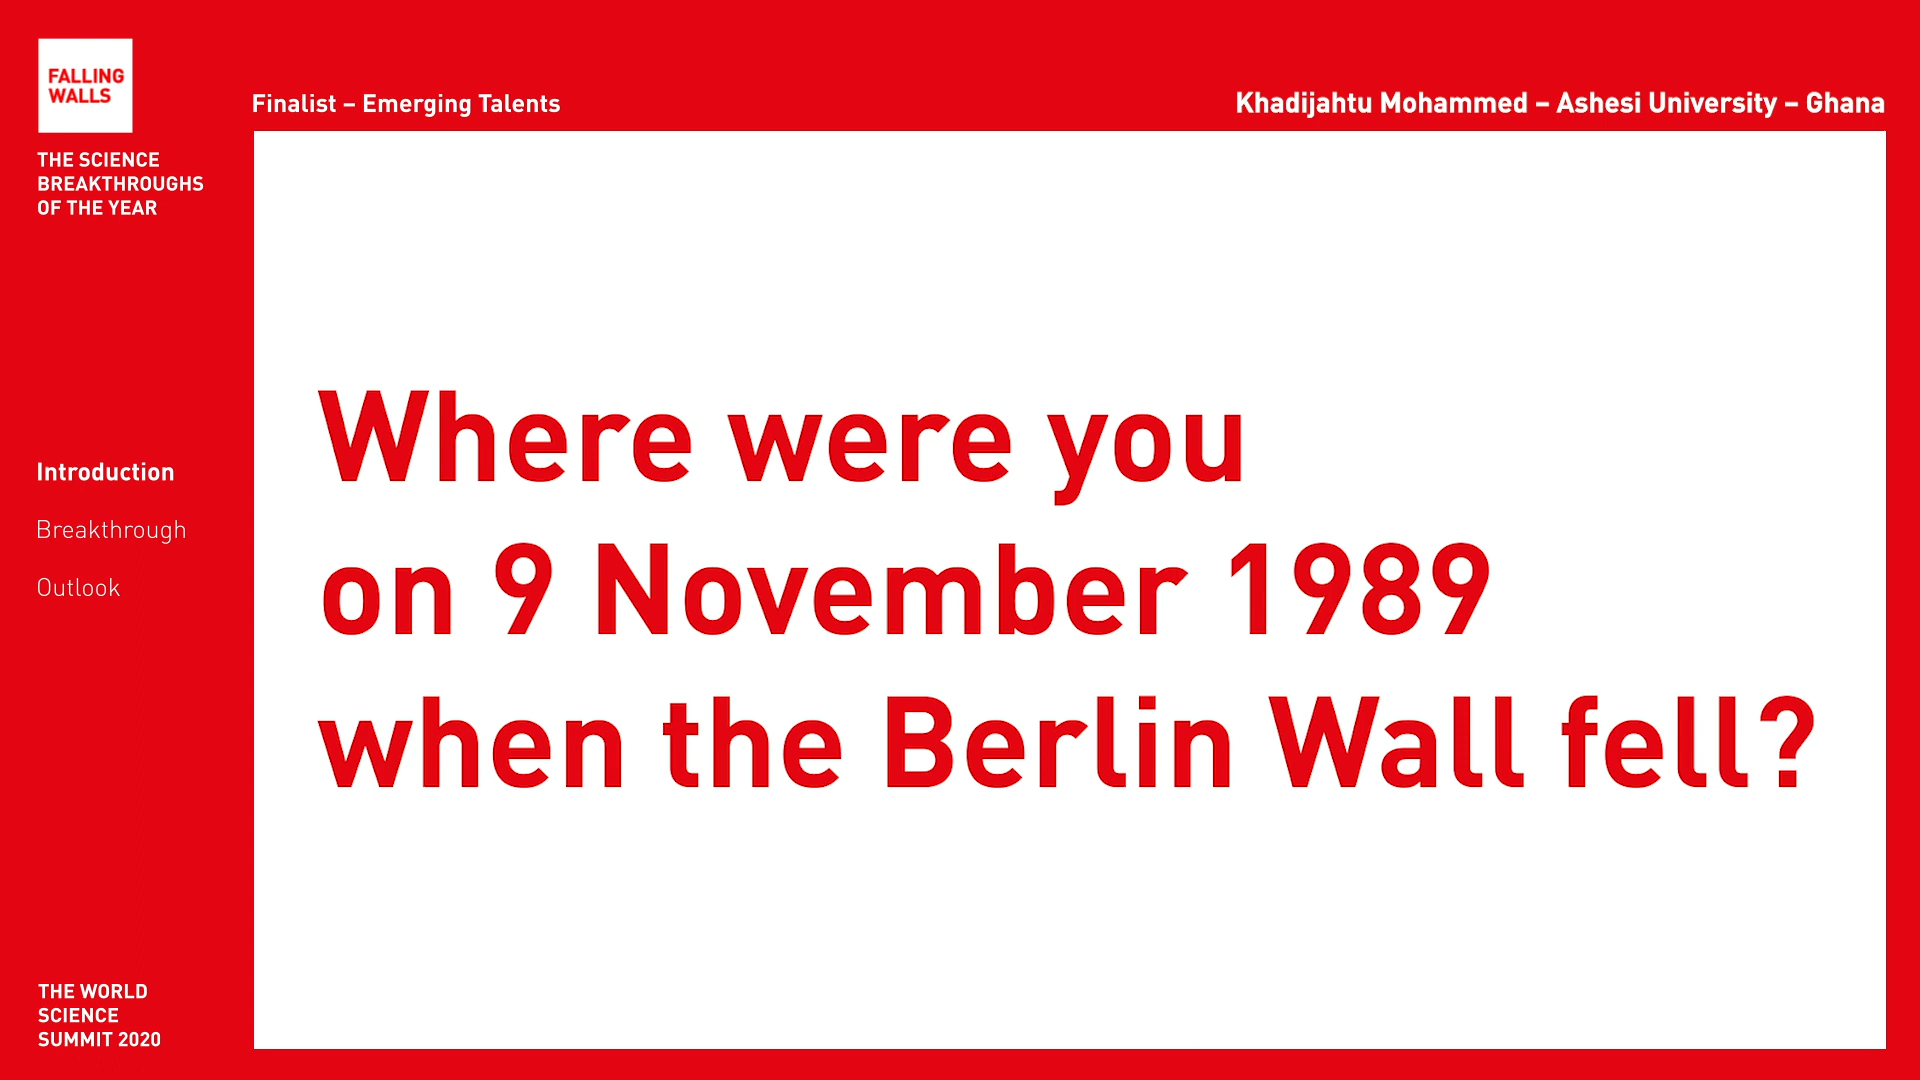 FALLING
WALLS
THE SCIENCE
BREAKTHROUGHS
OF THE YEAR
Finalist – Emerging Talents
Khadijahtu Mohammed – Ashesi University – Ghana
Introduction
Breakthrough
Outlook
Where were you
on 9 November 1989
when the Berlin Wall fell?
THE WORLD
SCIENCE
SUMMIT 2020